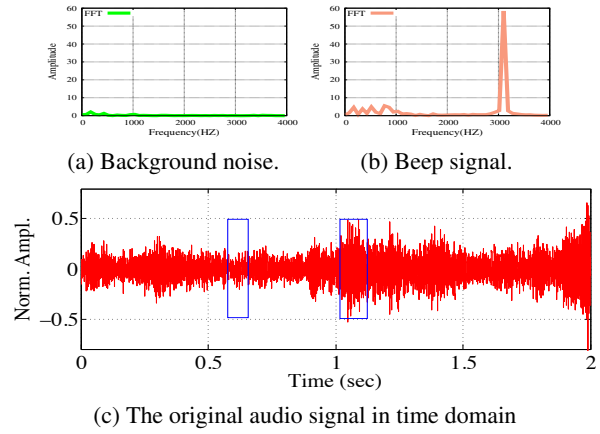 FFT
60
50
40
30
20
10
0
Amplitude
0 1000 2000 3000 4000
Frequency(HZ)
(a) Background noise.
FFT
60
50
40
30
20
10
0
Amplitude
0 1000 2000 3000 4000
Frequency(HZ)
(b) Beep signal.
0.5
0
−0.5
Norm. Ampl.
0 0.5 1 1.5 2
Time (sec)
(c) The original audio signal in time domain